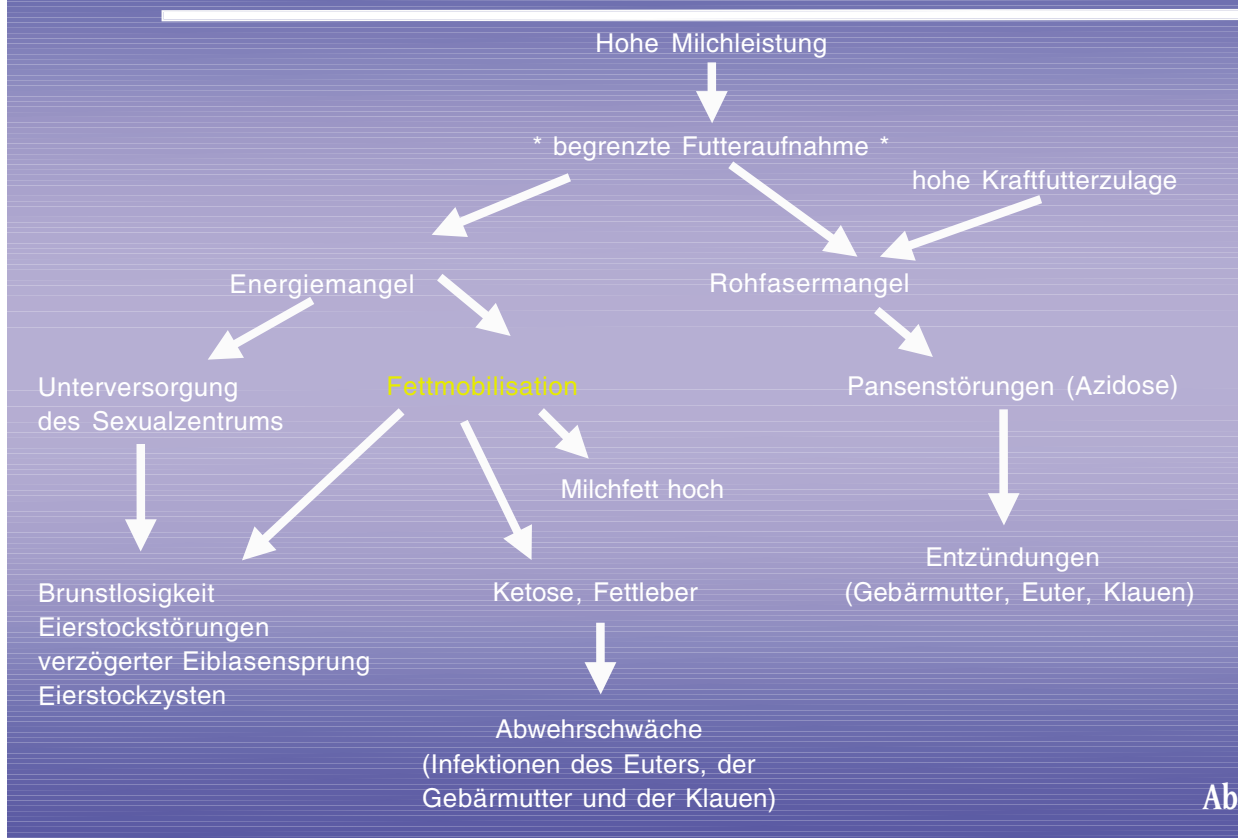 Hohe Milchleistung
* begrenzte Futteraufnahme *
hohe Kraftfutterzulage
Energiemangel
Rohfasermangel
Unterversorgung
des Sexualzentrums
Fettmobilisation
Pansenstörungen (Azidose)
Milchfett hoch
Brunstlosigkeit
Eierstockstörungen
verzögerter Eiblasensprung
Eierstockzysten
Ketose, Fettleber
Entzündungen
(Gebärmutter, Euter, Klauen)
Abwehrschwäche
(Infektionen des Euters, der
Gebärmutter und der Klauen)
Ab